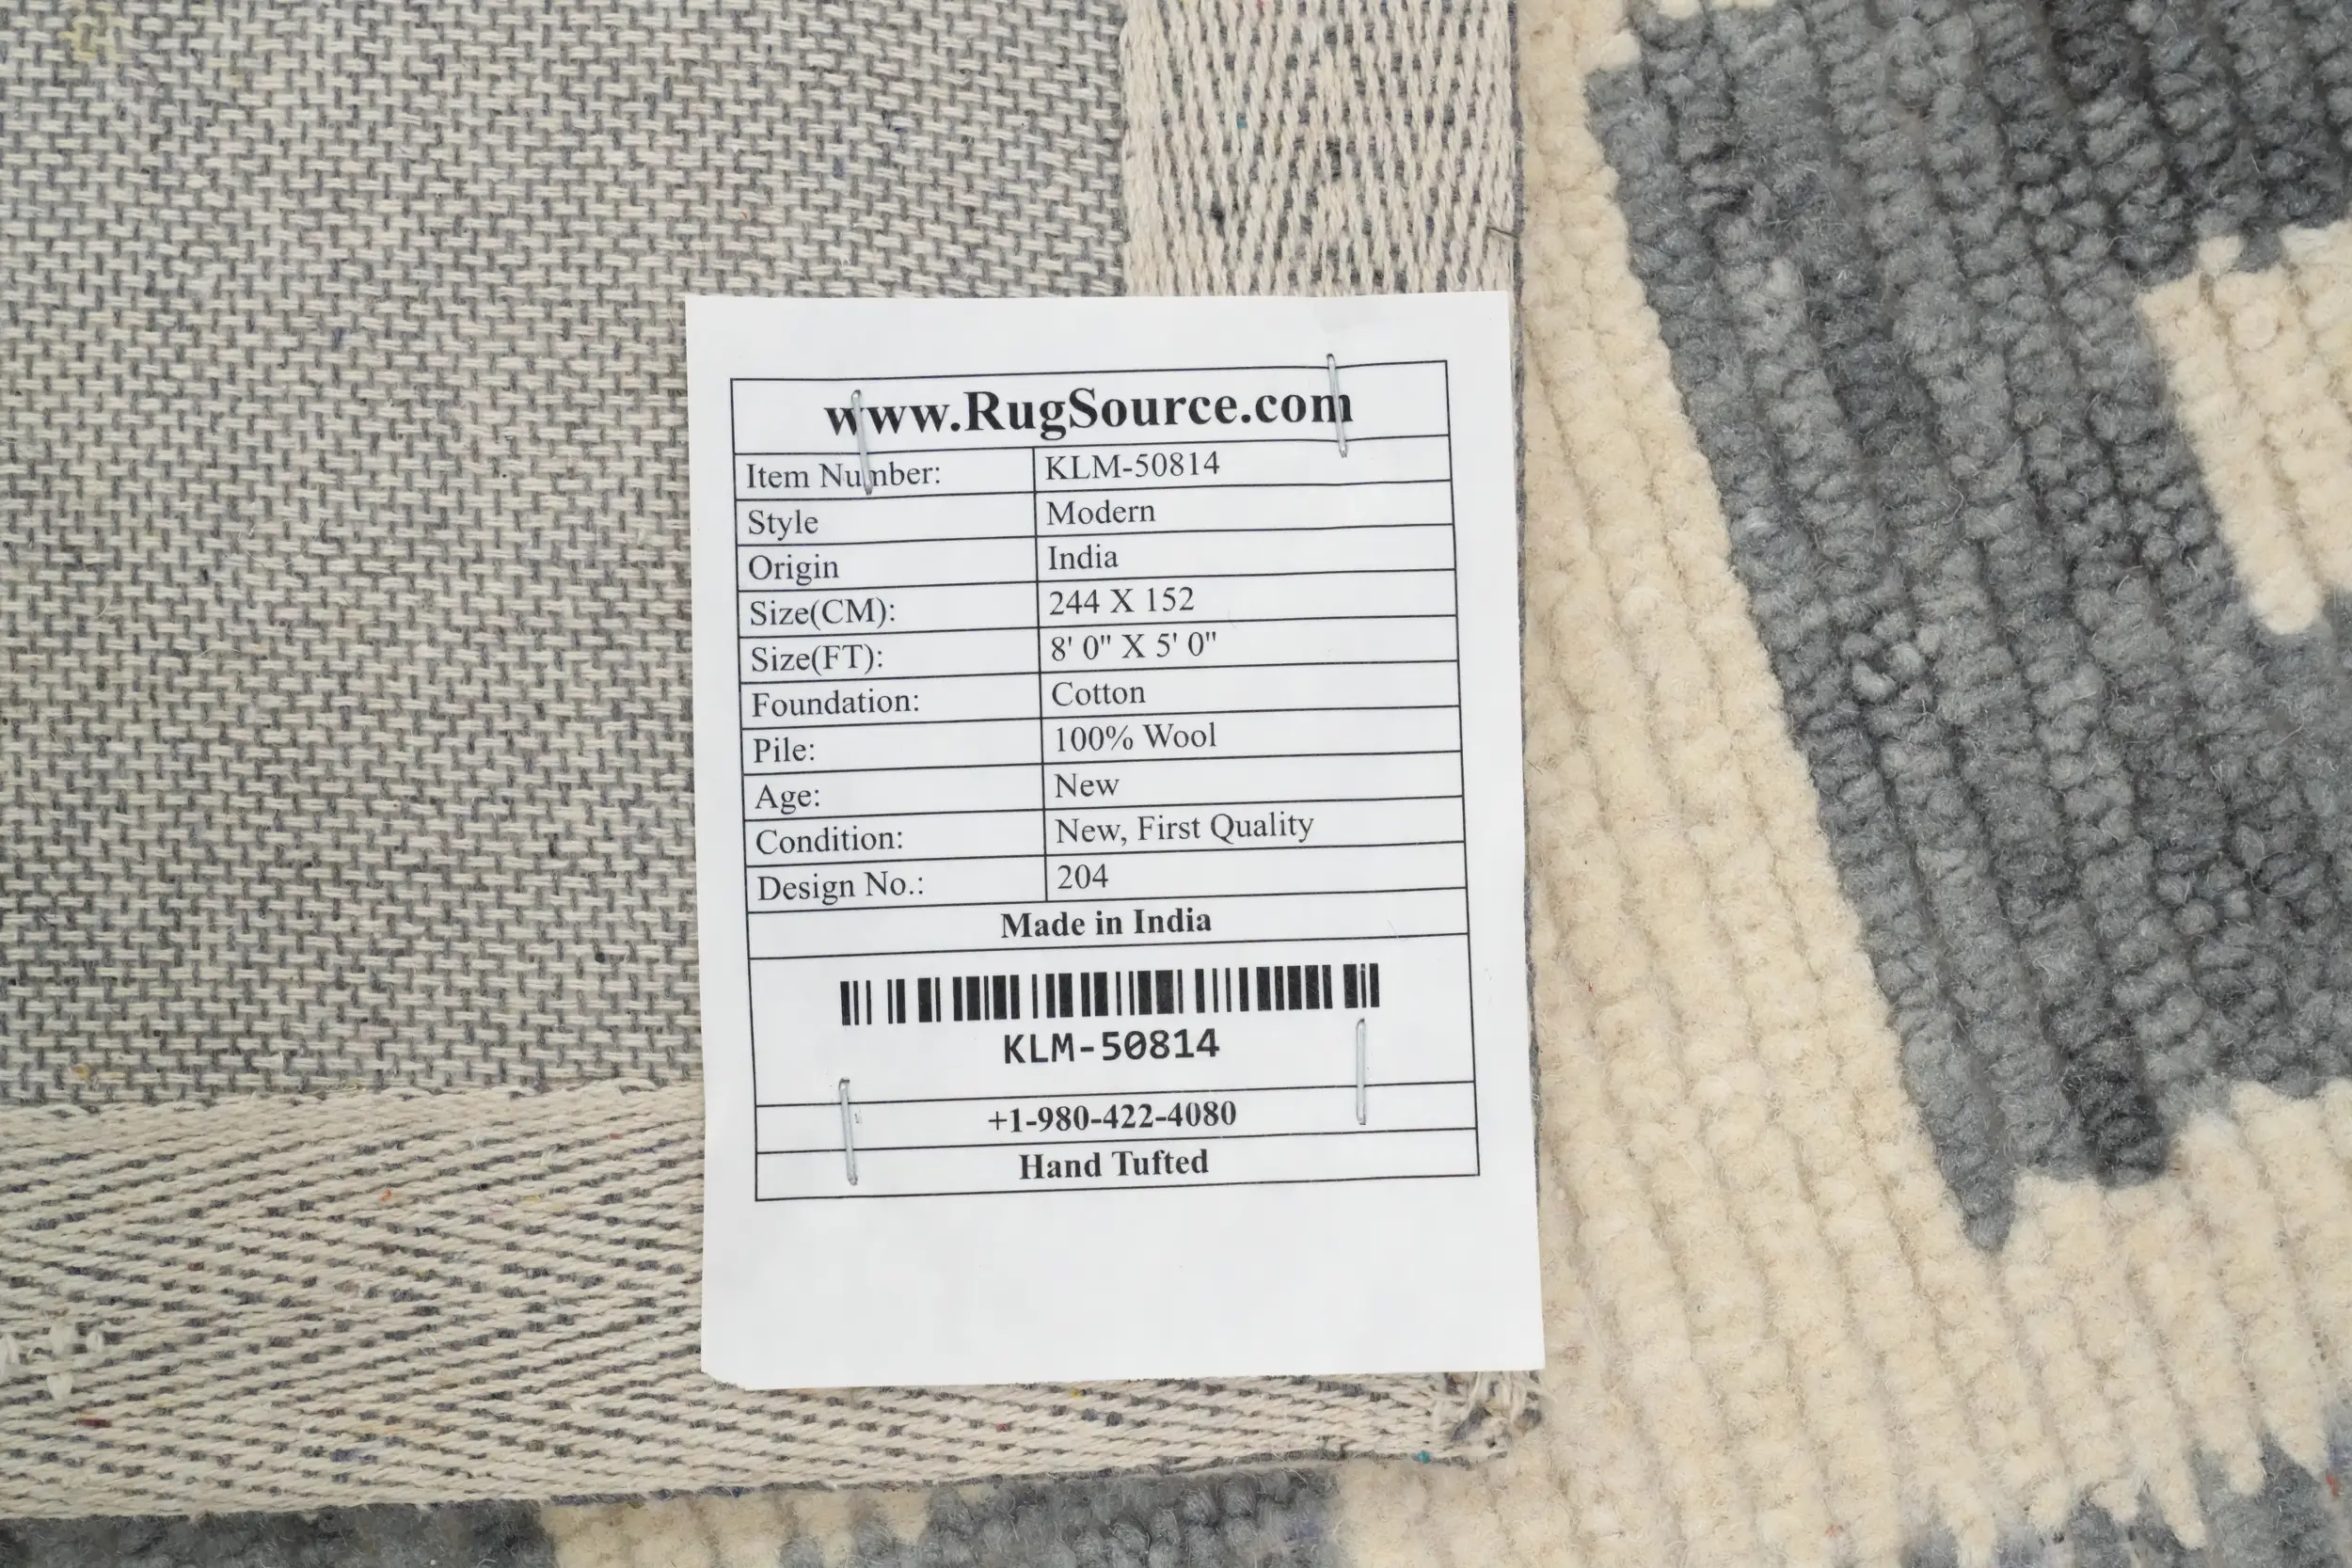 www.RugSource.com
Item Number: KLM-50814
Style Modern
Origin India
Size(CM): 244 X 152
Size(FT): 8' 0" X 5' 0"
Foundation: Cotton
Pile: 100% Wool
Age: New
Condition: New, First Quality
Design No.: 204
Made in India
KLM-50814
+1-980-422-4080
Hand Tufted